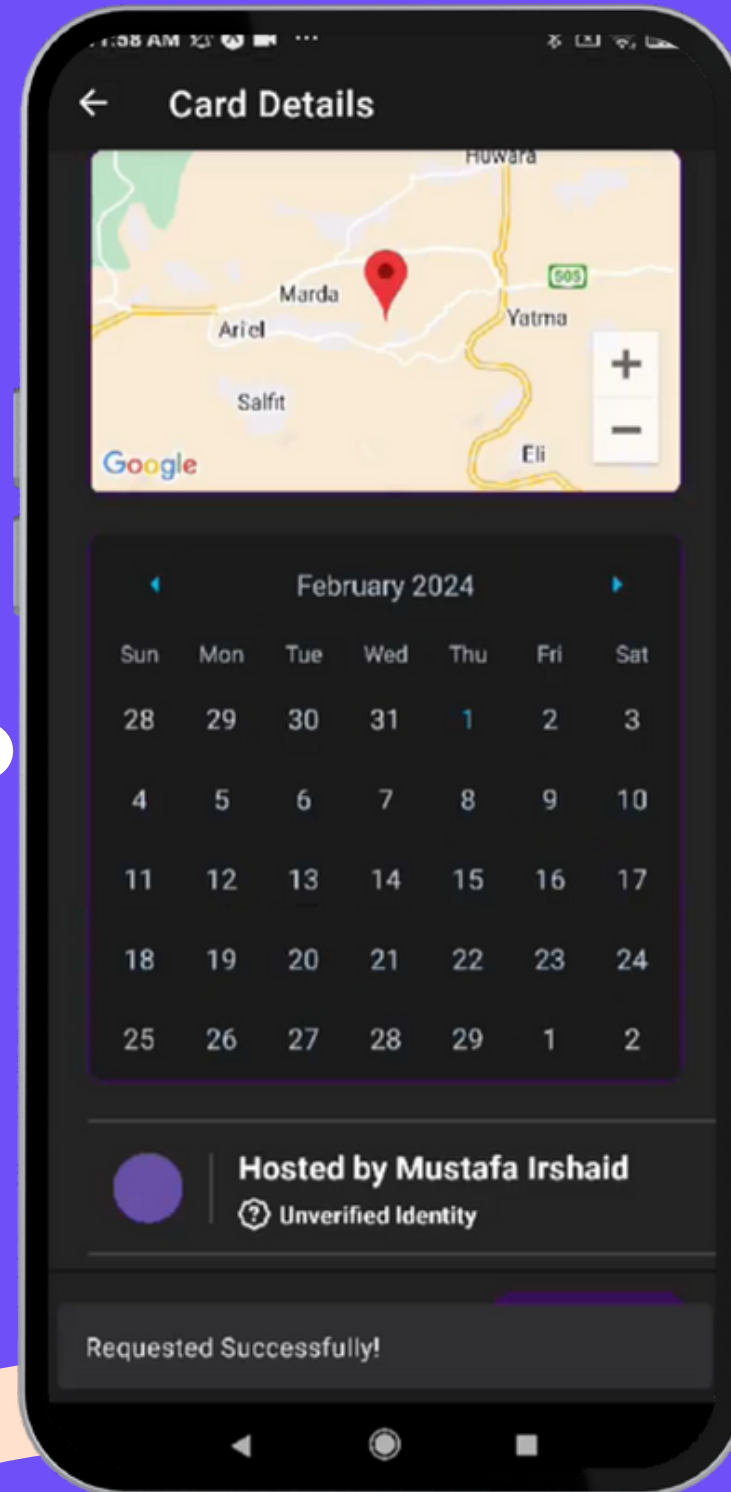 :58 AM
Card Details
Huwara
505
Marda
Yatma
Ariel
+
Salfit
−
Eli
Google
February 2024
Sun Mon Tue Wed Thu Fri Sat
28 29 30 31 1 2 3
4 5 6 7 8 9 10
11 12 13 14 15 16 17
18 19 20 21 22 23 24
25 26 27 28 29 1 2
Hosted by Mustafa Irshaid
? Unverified Identity
Requested Successfully!